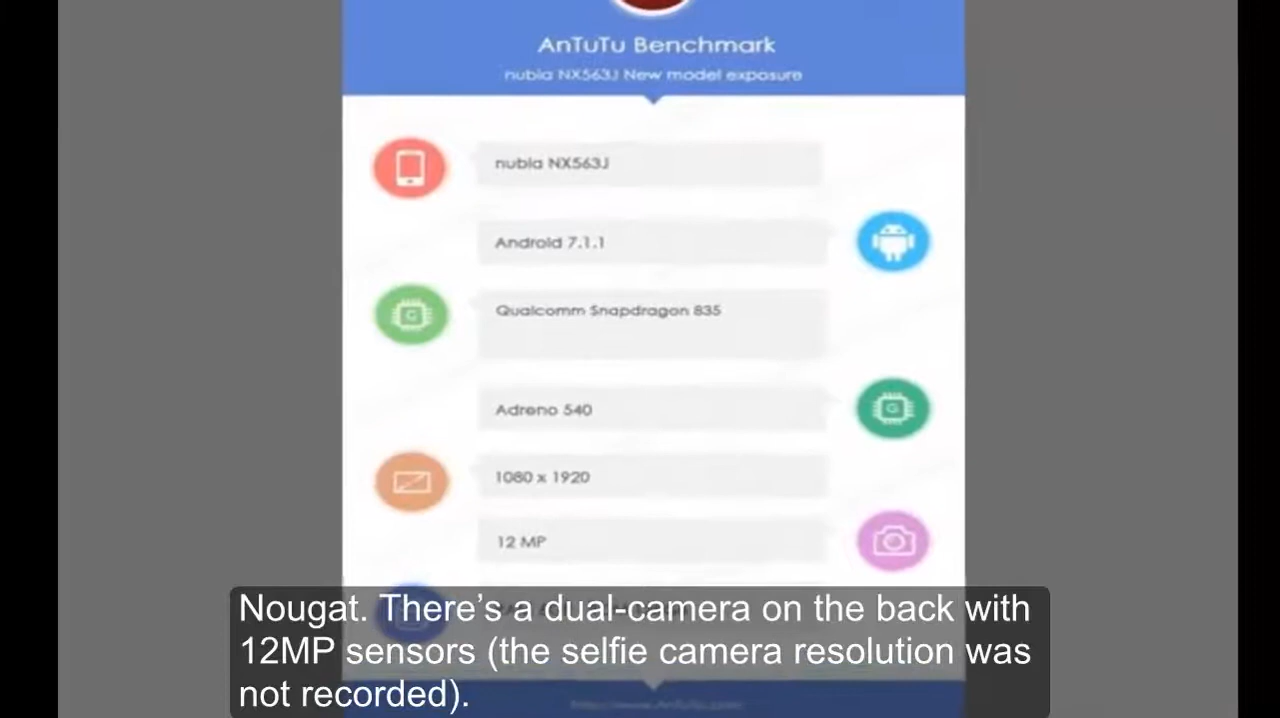 AnTuTu Benchmark
nubia NX563J New model exposure
nubia NX563J
Android 7.1.1
Qualcomm Snapdragon 835
Adreno 540
1080 x 1920
12 MP
Nougat. There’s a dual-camera on the back with
12MP sensors (the selfie camera resolution was
not recorded).